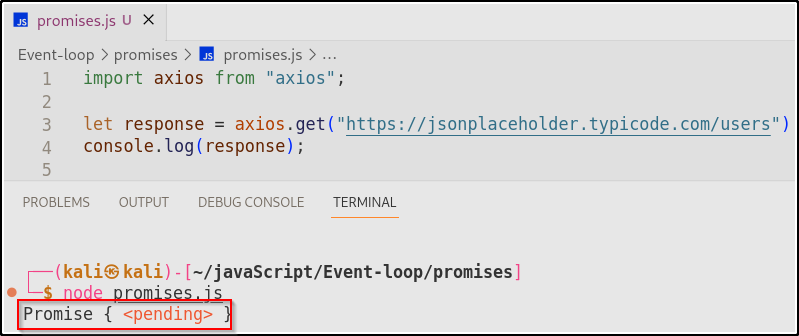 JS promises.js U ×
Event-loop > promises > JS promises.js > ...
1 import axios from "axios";
2
3 let response = axios.get("https://jsonplaceholder.typicode.com/users")
4 console.log(response);
5
PROBLEMS OUTPUT DEBUG CONSOLE TERMINAL
┌──(kali㉿kali)-[~/javaScript/Event-loop/promises]
└─$ node promises.js
Promise { <pending> }